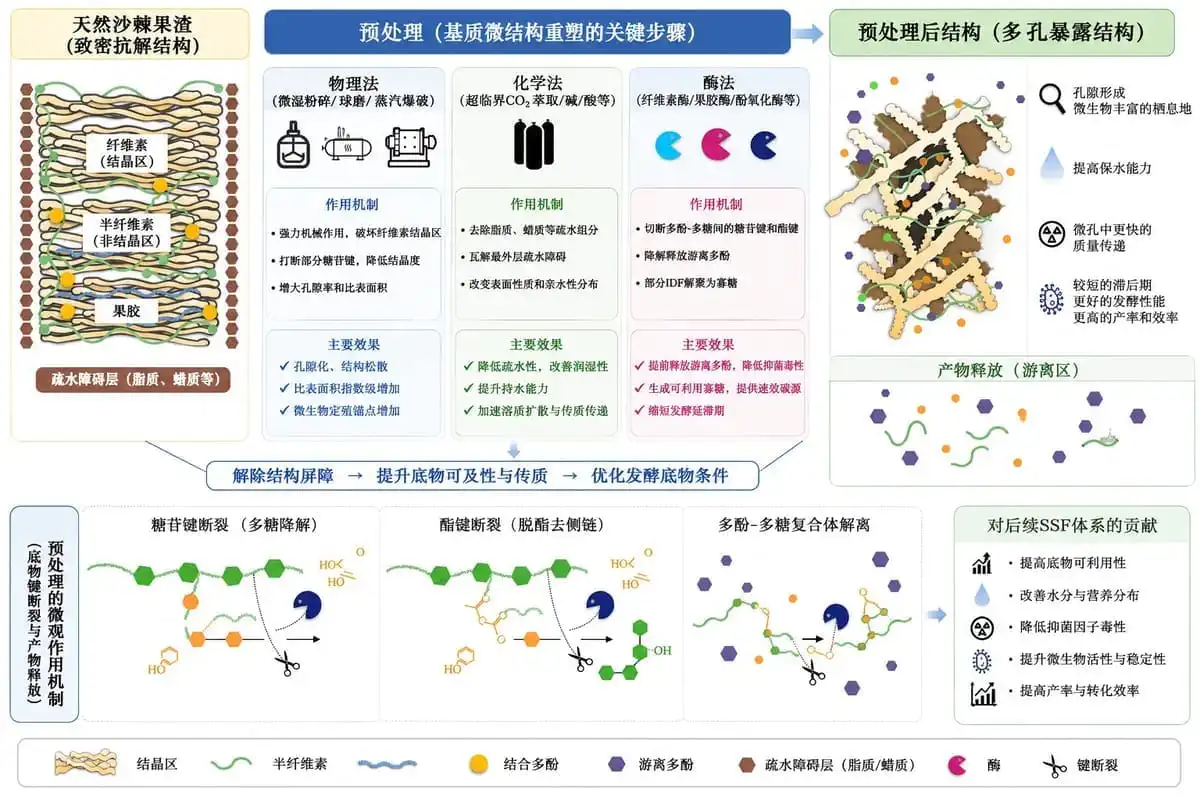 天然沙棘果渣
(致密抗解结构)
纤维素
(结晶区)
半纤维素
(非结晶区)
果胶
疏水障碍层（脂质、蜡质等）
预处理（基质微结构重塑的关键步骤）
物理法
(微湿粉碎/球磨/蒸汽爆破)
作用机制
• 强力机械作用，破坏纤维素结晶区
• 打断部分糖苷键，降低结晶度
• 增大孔隙率和比表面积
主要效果
✓ 孔隙化、结构松散
✓ 比表面积指数级增加
✓ 微生物定殖锚点增加
化学法
(超临界CO₂萃取/碱/酸等)
作用机制
• 去除脂质、蜡质等疏水组分
• 瓦解最外层疏水障碍
• 改变表面性质和亲水性分布
主要效果
✓ 降低疏水性，改善润湿性
✓ 提升持水能力
✓ 加速溶质扩散与传质传递
酶法
(纤维素酶/果胶酶/酚氧化酶等)
作用机制
• 切断多酚-多糖间的糖苷键和酯键
• 降解释放游离多酚
• 部分IDF解聚为寡糖
主要效果
✓ 提前释放游离多酚，降低抑菌毒性
✓ 生成可利用寡糖，提供速效碳源
✓ 缩短发酵延滞期
预处理后结构（多孔暴露结构）
孔隙形成
微生物丰富的栖息地
提高保水能力
微孔中更快的
质量传递
较短的滞后期
更好的发酵性能
更高的产率和效率
产物释放（游离区）
解除结构屏障 → 提升底物可及性与传质 → 优化发酵底物条件
预处理的微观作用机制
（底物键断裂与产物释放）
糖苷键断裂（多糖降解）
HO
O
HO
HO
酯键断裂（脱酯去侧链）
HO
O
HO
OH
HO
多酚-多糖复合体解离
对后续SSF体系的贡献
• 提高底物可利用性
• 改善水分与营养分布
• 降低抑菌因子毒性
• 提升微生物活性与稳定性
• 提高产率与转化效率
结晶区
半纤维素
结合多酚
游离多酚
疏水障碍层（脂质/蜡质）
酶
键断裂